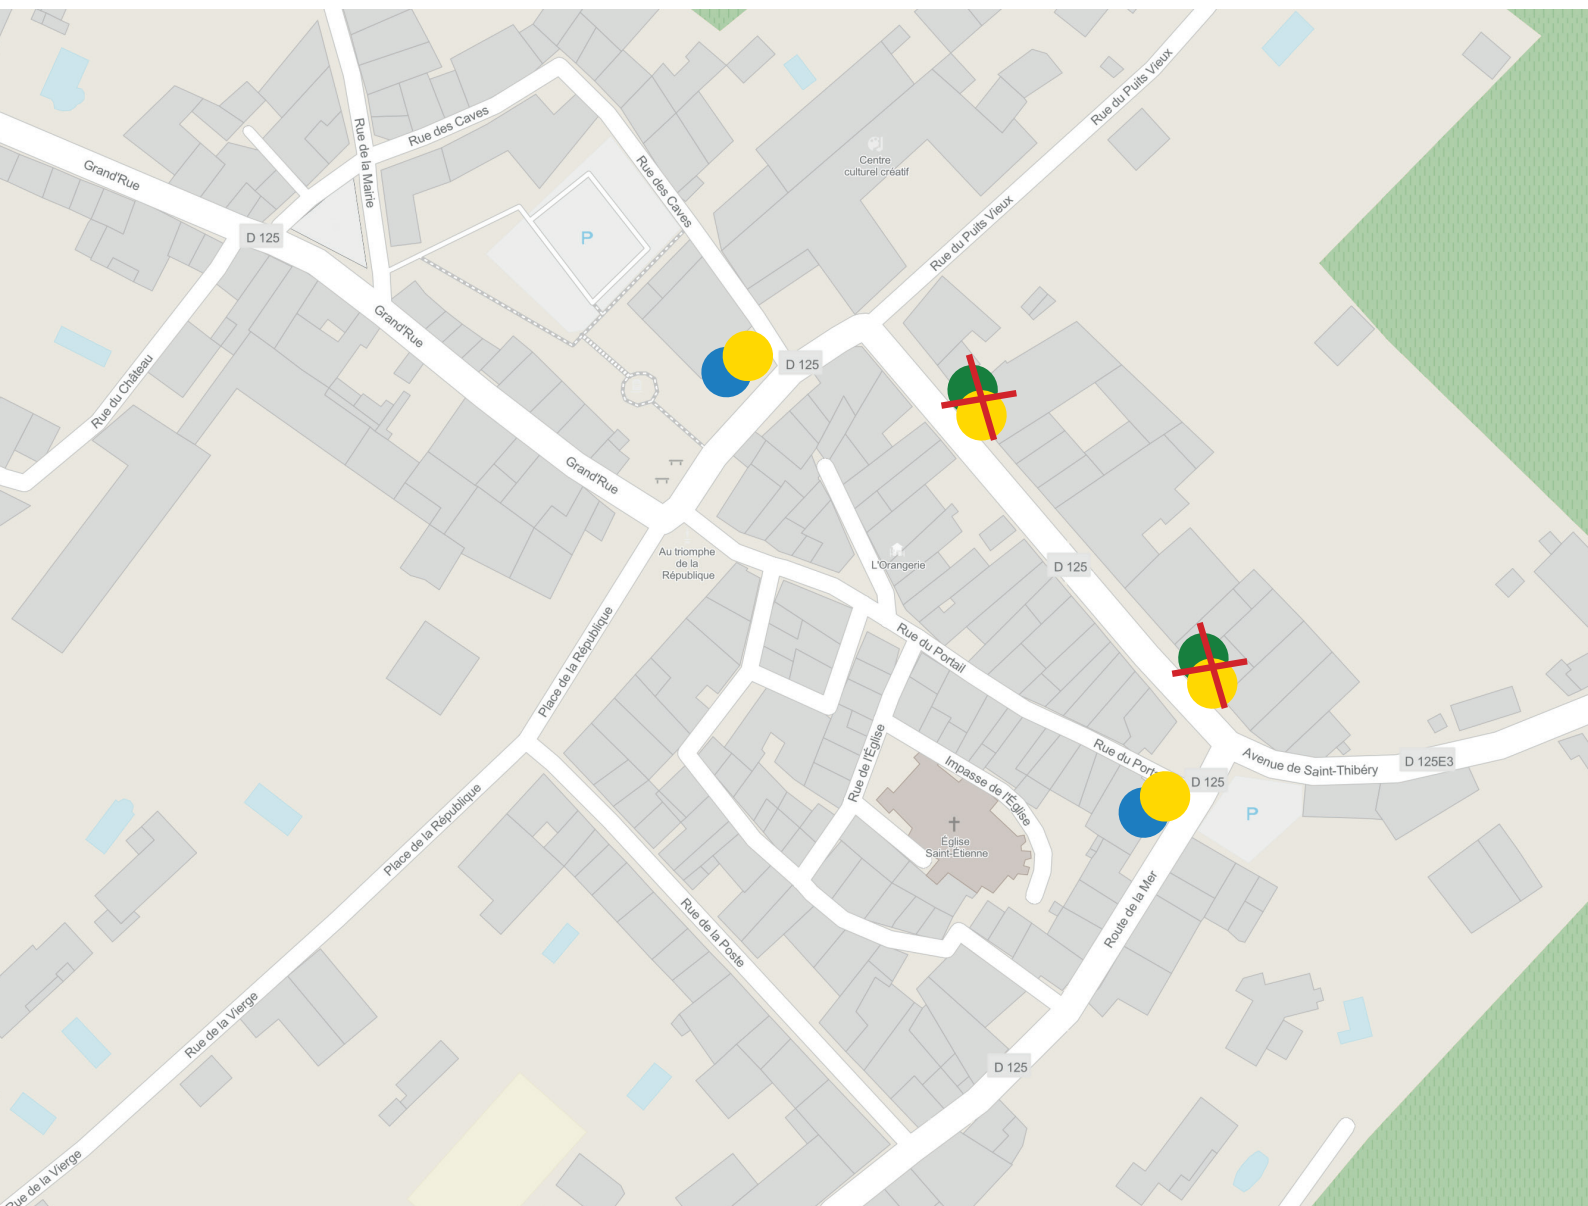 Rue du Puits Vieux
Rue des Caves
Rue de la Mairie
Centre
culturel créatif
Grand'Rue
Rue des Caves
Rue du Puits Vieux
D 125
P
Grand'Rue
D 125
Rue du Château
Grand'Rue
Au triomphe
de la
République
L'Orangerie
D 125
Place de la République
Rue du Portail
Rue de l'Église
Impasse de l'Église
Rue du Porta
Avenue de Saint-Thibéry
D 125E3
D 125
P
Place de la République
Église
Saint-Étienne
Rue de la Poste
Route de la Mer
Rue de la Vierge
D 125
Rue de la Vierge